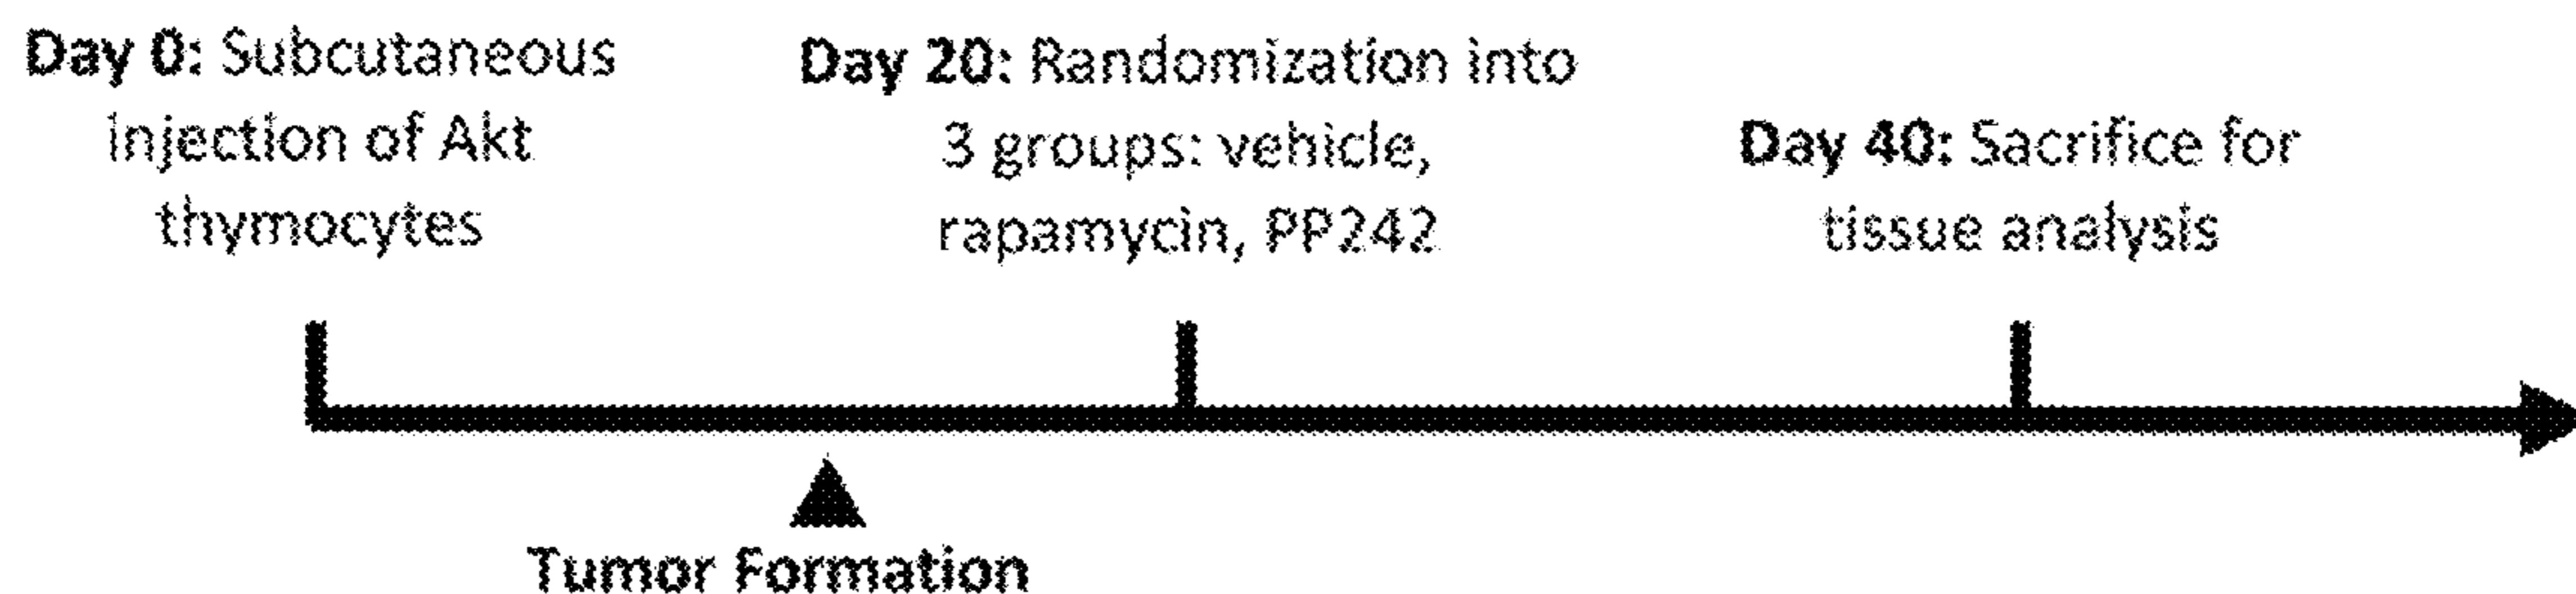 Day 0: Subcutaneous
injection of Akt
thymocytes
Day 20: Randomization into
3 groups: vehicle,
rapamycin, PP242
Day 40: Sacrifice for
tissue analysis
Tumor Formation